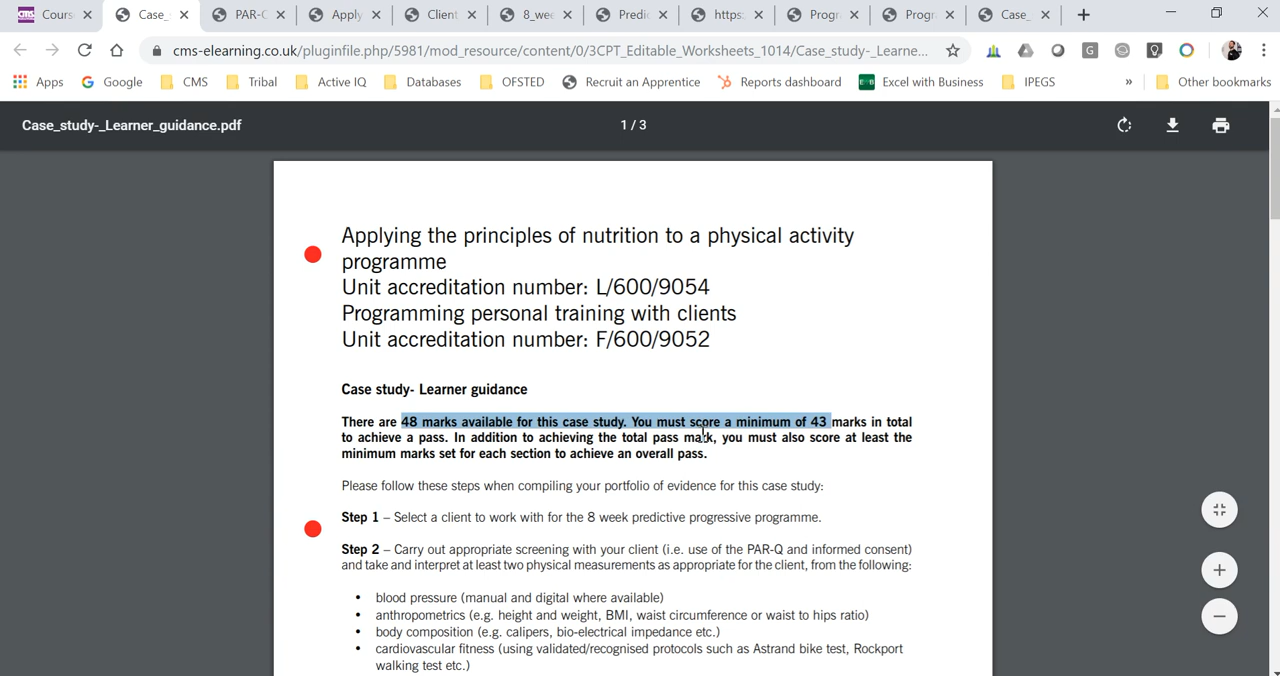 Cours
Case_
PAR-Q
Apply
Client
8_wee
Predic
https:
Progr
Progr
Case_
cms-elearning.co.uk/pluginfile.php/5981/mod_resource/content/0/3CPT_Editable_Worksheets_1014/Case_study-_Learne...
G
Apps
Google
CMS
Tribal
Active IQ
Databases
OFSTED
Recruit an Apprentice
Reports dashboard
Excel with Business
IPEGS
»
Other bookmarks
Case_study-_Learner_guidance.pdf
1 / 3
Applying the principles of nutrition to a physical activity
programme
Unit accreditation number: L/600/9054
Programming personal training with clients
Unit accreditation number: F/600/9052
Case study- Learner guidance
There are 48 marks available for this case study. You must score a minimum of 43 marks in total
to achieve a pass. In addition to achieving the total pass mark, you must also score at least the
minimum marks set for each section to achieve an overall pass.
Please follow these steps when compiling your portfolio of evidence for this case study:
Step 1 – Select a client to work with for the 8 week predictive progressive programme.
Step 2 – Carry out appropriate screening with your client (i.e. use of the PAR-Q and informed consent)
and take and interpret at least two physical measurements as appropriate for the client, from the following:
• blood pressure (manual and digital where available)
• anthropometrics (e.g. height and weight, BMI, waist circumference or waist to hips ratio)
• body composition (e.g. calipers, bio-electrical impedance etc.)
• cardiovascular fitness (using validated/recognised protocols such as Astrand bike test, Rockport
walking test etc.)